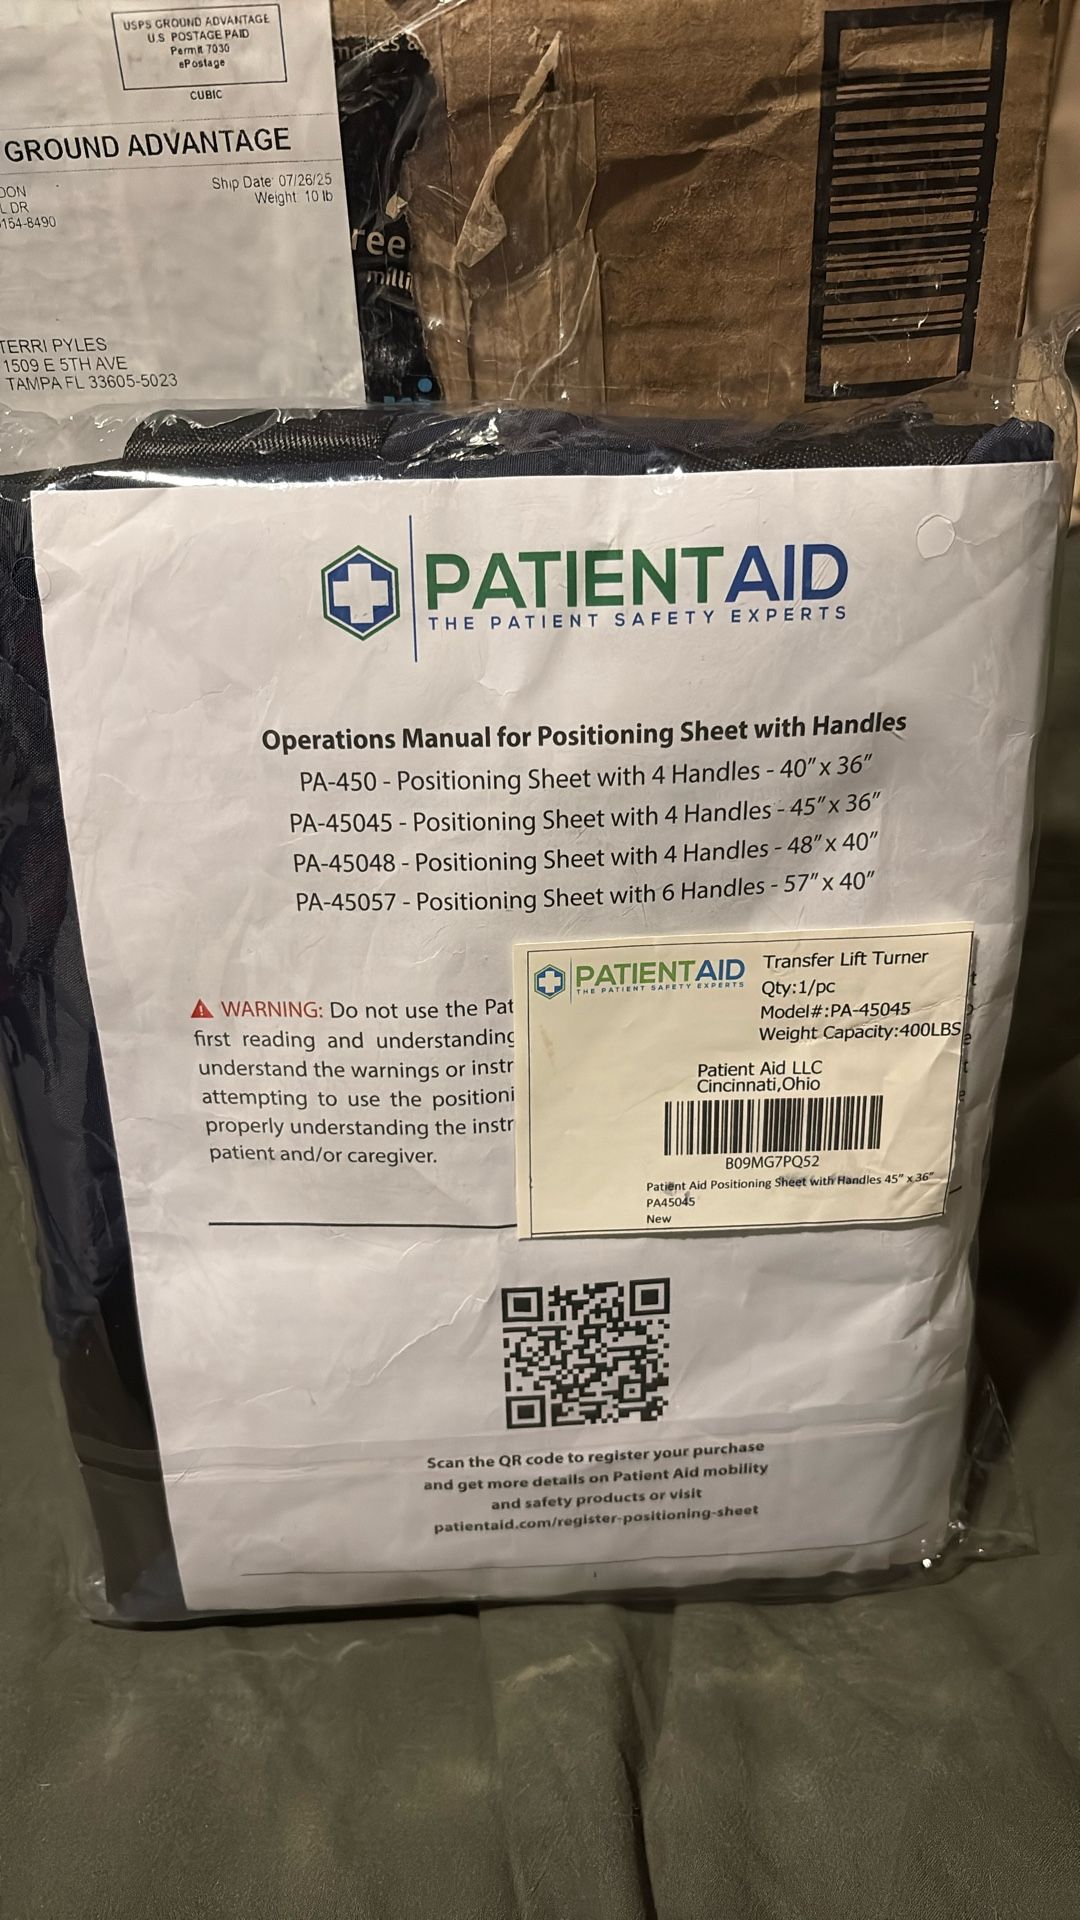 USPS GROUND ADVANTAGE
U.S POSTAGE PAID
Permit 7030
ePostage
CUBIC
GROUND ADVANTAGE
Ship Date: 07/26/25
Weight: 10 lb
DON
L DR
154-8490
TERRI PYLES
1509 E 5TH AVE
TAMPA FL 33605-5023
ree
milli
PATIENTAID
THE PATIENT SAFETY EXPERTS
Operations Manual for Positioning Sheet with Handles
PA-450 - Positioning Sheet with 4 Handles - 40” x 36”
PA-45045 - Positioning Sheet with 4 Handles - 45” x 36”
PA-45048 - Positioning Sheet with 4 Handles - 48” x 40”
PA-45057 - Positioning Sheet with 6 Handles - 57” x 40”
WARNING: Do not use the Pat
first reading and understanding
understand the warnings or instr
attempting to use the positioni
properly understanding the instr
patient and/or caregiver.
PATIENTAID
THE PATIENT SAFETY EXPERTS
Transfer Lift Turner
Qty:1/pc
Model#:PA-45045
Weight Capacity:400LBS
Patient Aid LLC
Cincinnati,Ohio
B09MG7PQ52
Patient Aid Positioning Sheet with Handles 45” x 36”
PA45045
New
Scan the QR code to register your purchase
and get more details on Patient Aid mobility
and safety products or visit
patientaid.com/register-positioning-sheet
1